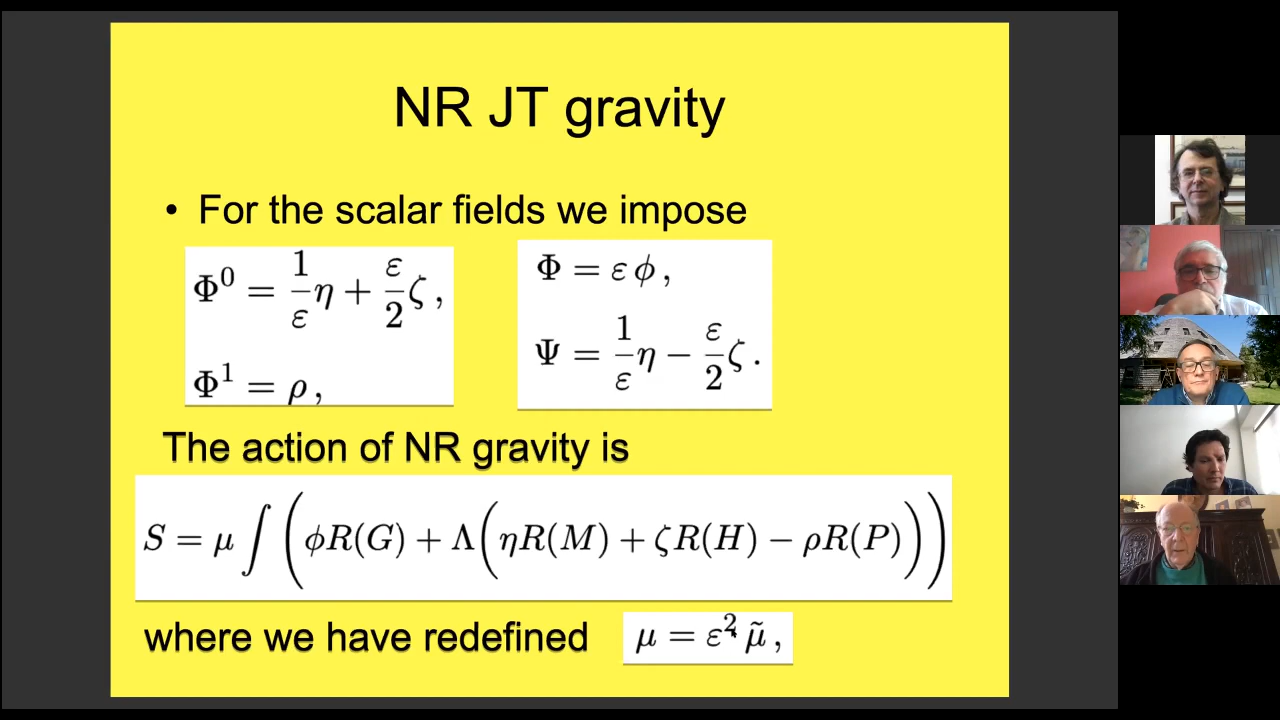 NR JT gravity
• For the scalar fields we impose
Φ⁰ = 1/ε η + ε/2 ζ ,
Φ¹ = ρ ,
Φ = ε ϕ ,
Ψ = 1/ε η − ε/2 ζ .
The action of NR gravity is
S = μ ∫ ( ϕR(G) + Λ( ηR(M) + ζR(H) − ρR(P) ) )
where we have redefined μ = ε² μ̃ ,